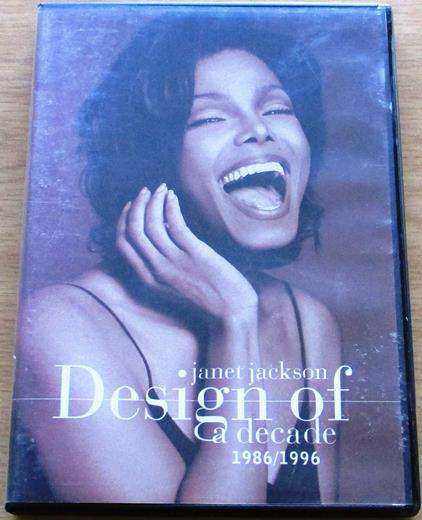 janet jackson
Design of
a decade
1986/1996